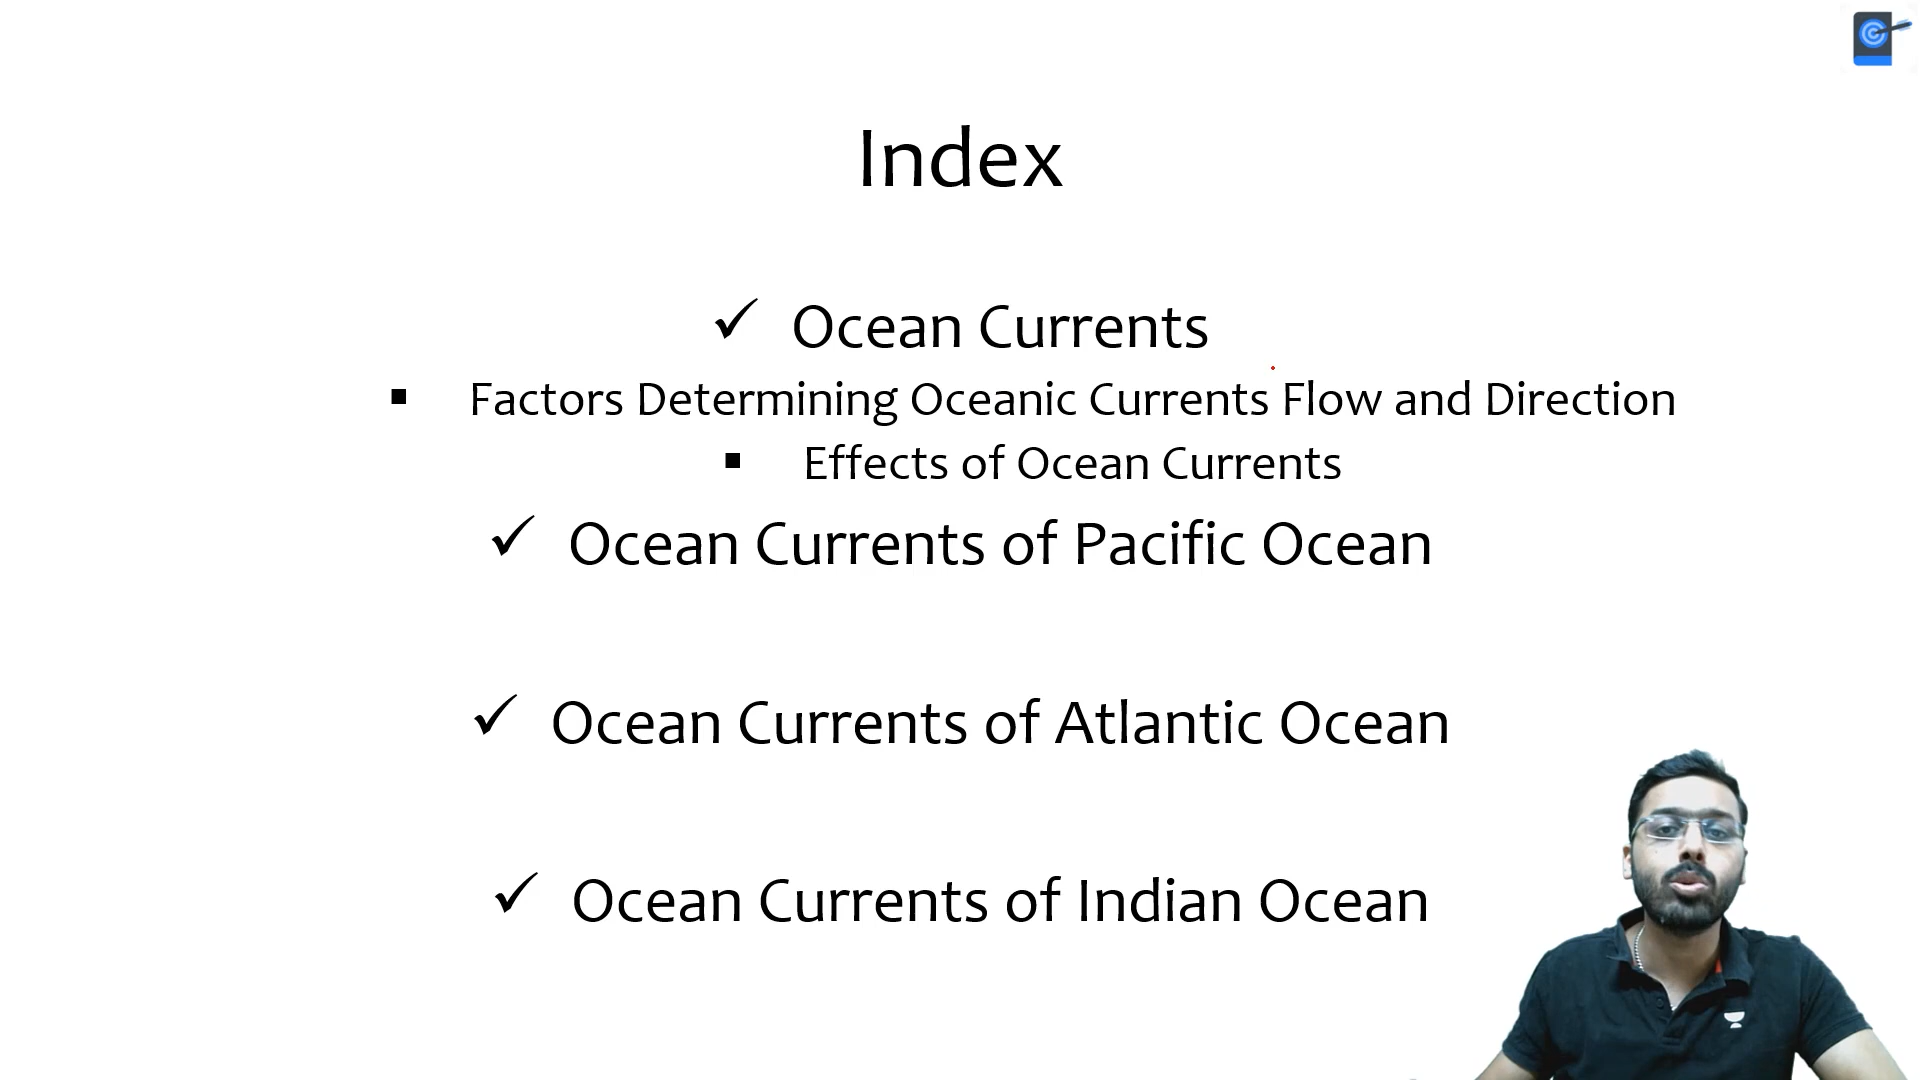 Index
✓ Ocean Currents
▪ Factors Determining Oceanic Currents Flow and Direction
▪ Effects of Ocean Currents
✓ Ocean Currents of Pacific Ocean
✓ Ocean Currents of Atlantic Ocean
✓ Ocean Currents of Indian Ocean